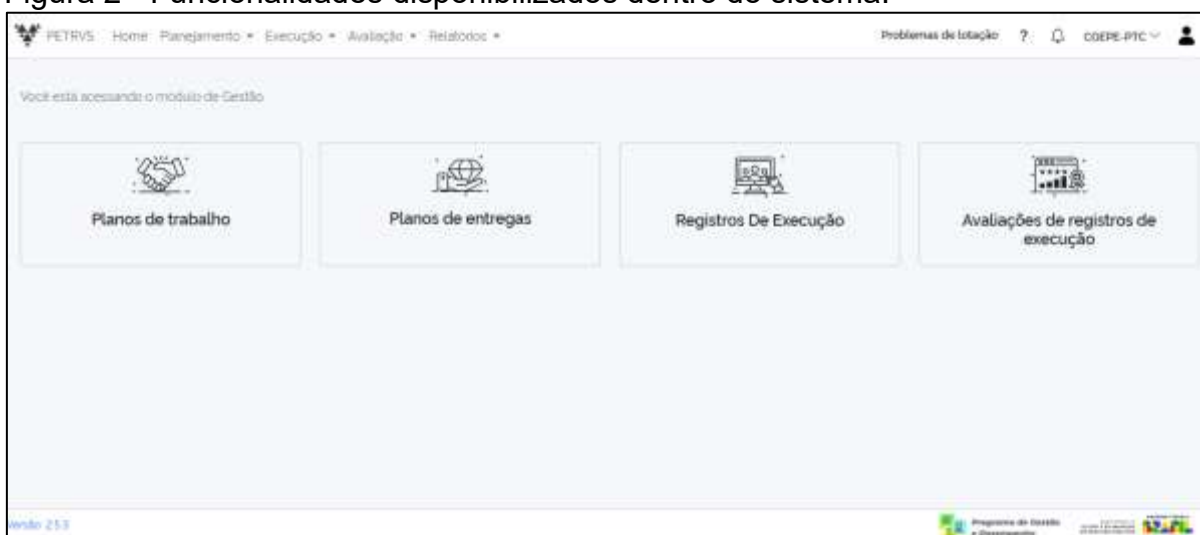 Figura 2 - Funcionalidades disponibilizados dentro do sistema.
PETRVS Home Planejamento Execução Avaliação Relatórios Problemas de lotação ? COEPE-PTC
Você está acessando o módulo de Gestão
Planos de trabalho Planos de entregas Registros De Execução Avaliações de registros de
execução
Versão: 2.5.3 Programa de Gestão
e Desempenho